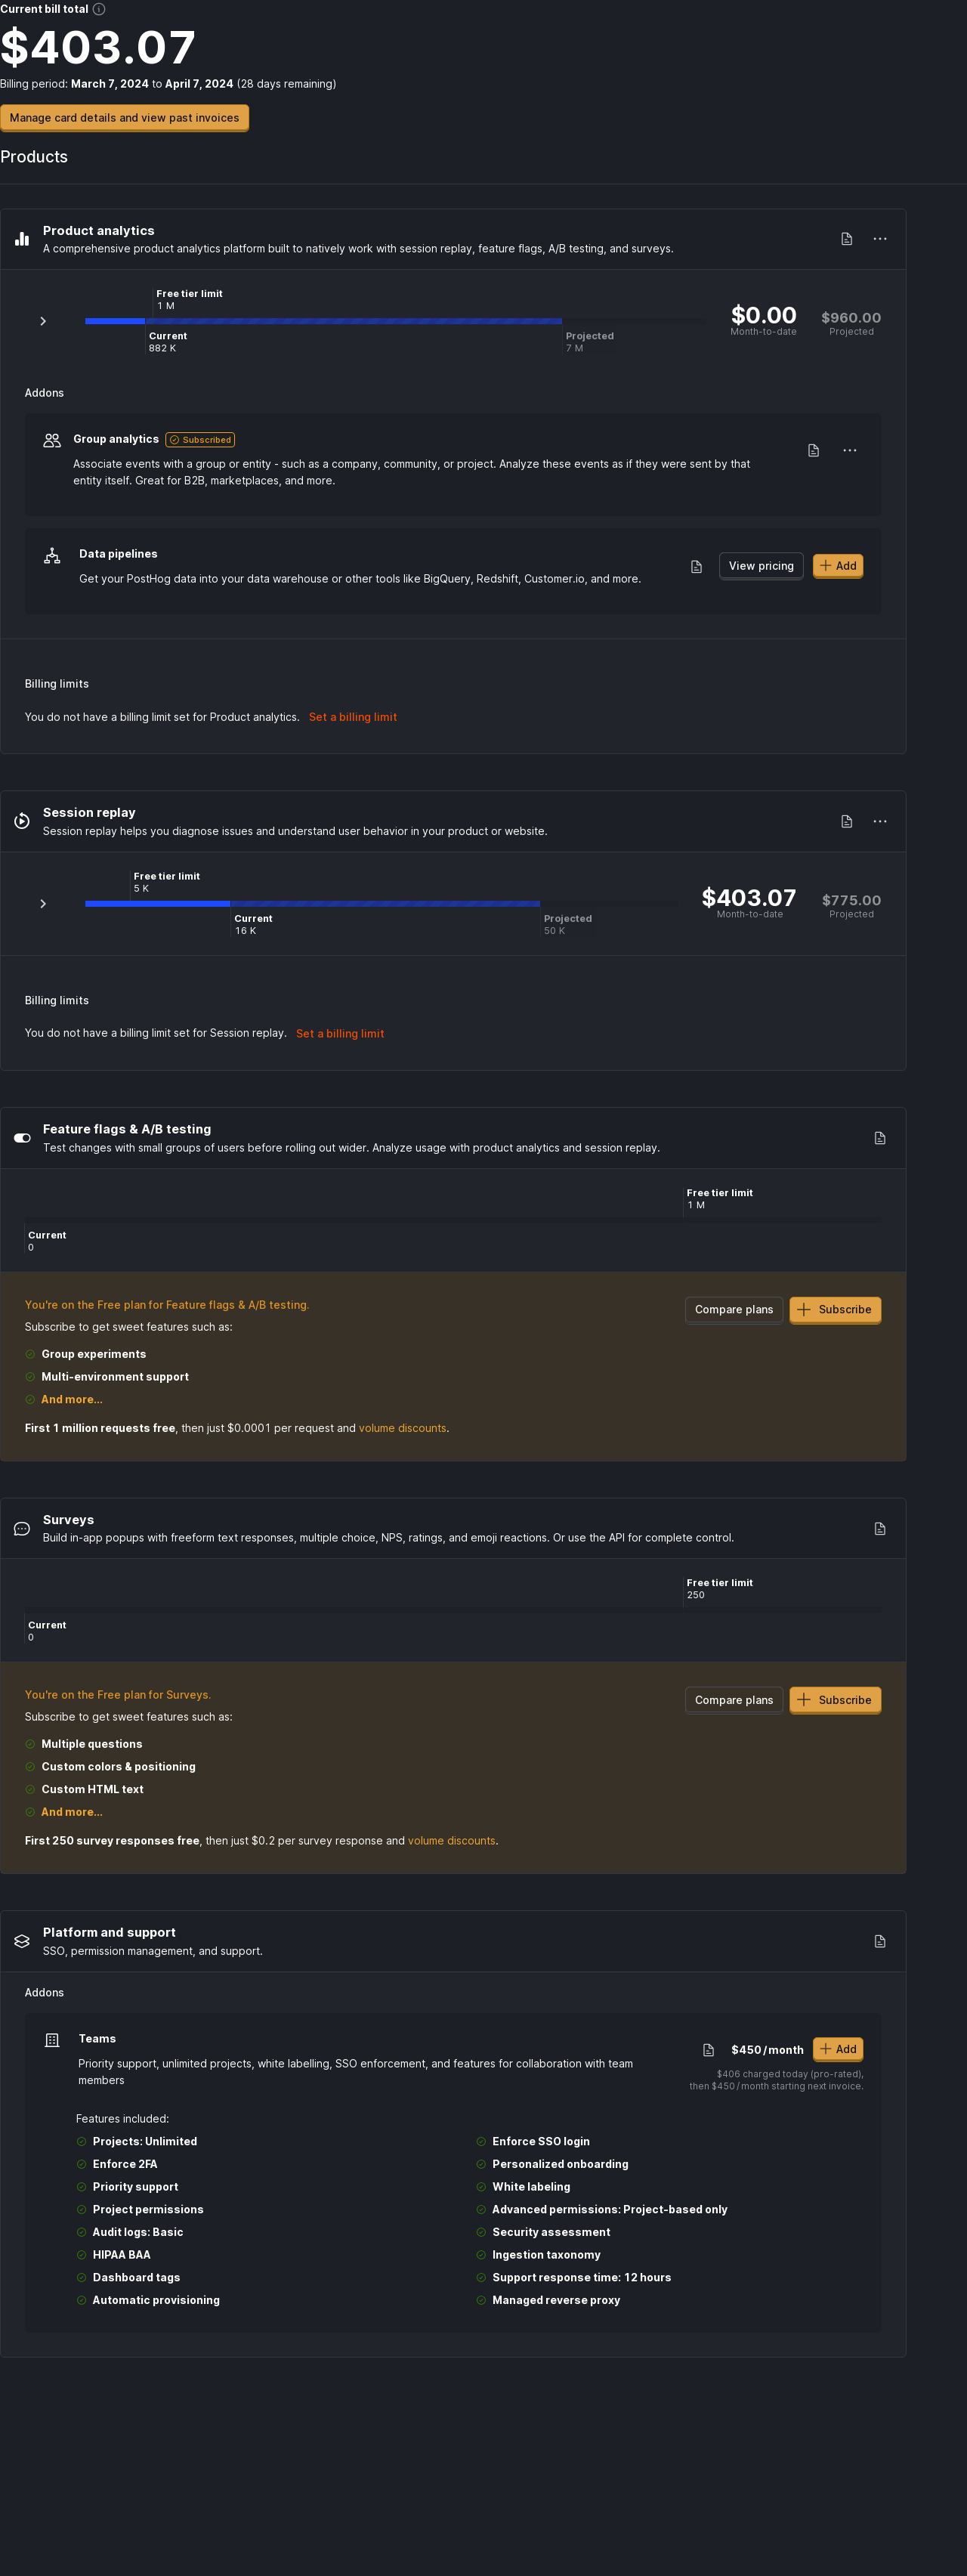 Current bill total
$403.07
Billing period: March 7, 2024 to April 7, 2024 (28 days remaining)
Manage card details and view past invoices
Products
Product analytics
A comprehensive product analytics platform built to natively work with session replay, feature flags, A/B testing, and surveys.
Free tier limit
1 M
Current
882 K
Projected
7 M
$0.00
Month-to-date
$960.00
Projected
Addons
Group analytics Subscribed
Associate events with a group or entity - such as a company, community, or project. Analyze these events as if they were sent by that
entity itself. Great for B2B, marketplaces, and more.
Data pipelines
Get your PostHog data into your data warehouse or other tools like BigQuery, Redshift, Customer.io, and more.
View pricing
Add
Billing limits
You do not have a billing limit set for Product analytics. Set a billing limit
Session replay
Session replay helps you diagnose issues and understand user behavior in your product or website.
Free tier limit
5 K
Current
16 K
Projected
50 K
$403.07
Month-to-date
$775.00
Projected
Billing limits
You do not have a billing limit set for Session replay. Set a billing limit
Feature flags & A/B testing
Test changes with small groups of users before rolling out wider. Analyze usage with product analytics and session replay.
Free tier limit
1 M
Current
0
You're on the Free plan for Feature flags & A/B testing.
Compare plans
Subscribe
Subscribe to get sweet features such as:
Group experiments
Multi-environment support
And more...
First 1 million requests free, then just $0.0001 per request and volume discounts.
Surveys
Build in-app popups with freeform text responses, multiple choice, NPS, ratings, and emoji reactions. Or use the API for complete control.
Free tier limit
250
Current
0
You're on the Free plan for Surveys.
Compare plans
Subscribe
Subscribe to get sweet features such as:
Multiple questions
Custom colors & positioning
Custom HTML text
And more...
First 250 survey responses free, then just $0.2 per survey response and volume discounts.
Platform and support
SSO, permission management, and support.
Addons
Teams
Priority support, unlimited projects, white labelling, SSO enforcement, and features for collaboration with team
members
$450/month
Add
$406 charged today (pro-rated),
then $450/month starting next invoice.
Features included:
Projects: Unlimited
Enforce 2FA
Priority support
Project permissions
Audit logs: Basic
HIPAA BAA
Dashboard tags
Automatic provisioning
Enforce SSO login
Personalized onboarding
White labeling
Advanced permissions: Project-based only
Security assessment
Ingestion taxonomy
Support response time: 12 hours
Managed reverse proxy